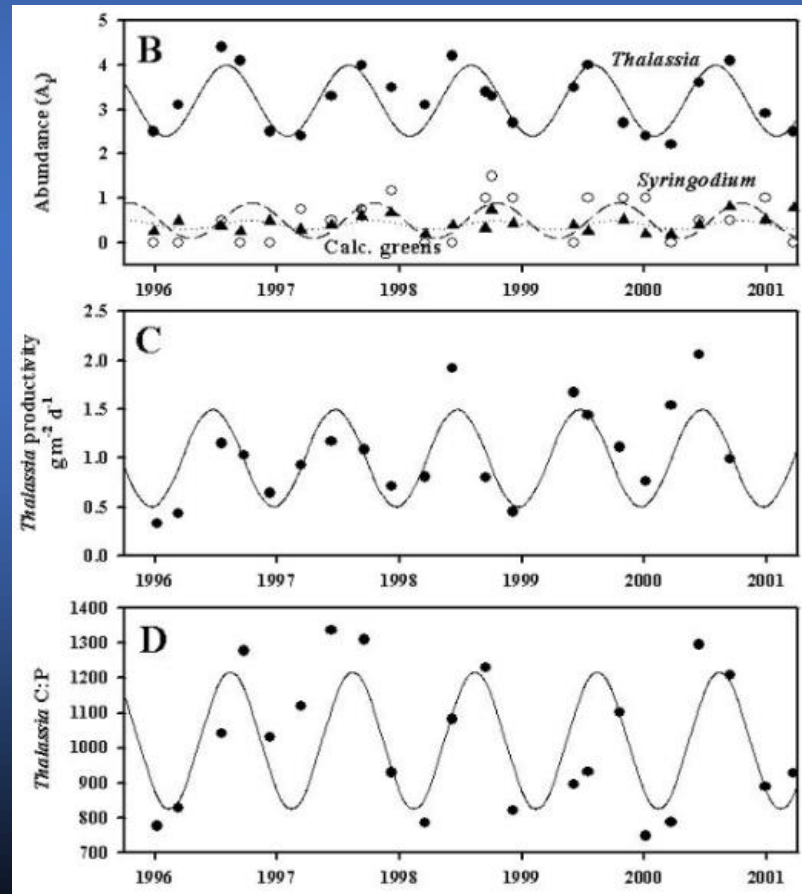 B
Abundance (Aᵢ)
5
4
3
2
1
0
Thalassia
Syringodium
Calc. greens
1996 1997 1998 1999 2000 2001
C
Thalassia productivity
gm⁻² d⁻¹
2.5
2.0
1.5
1.0
0.5
0.0
1996 1997 1998 1999 2000 2001
D
Thalassia C:P
1400
1300
1200
1100
1000
900
800
700
1996 1997 1998 1999 2000 2001